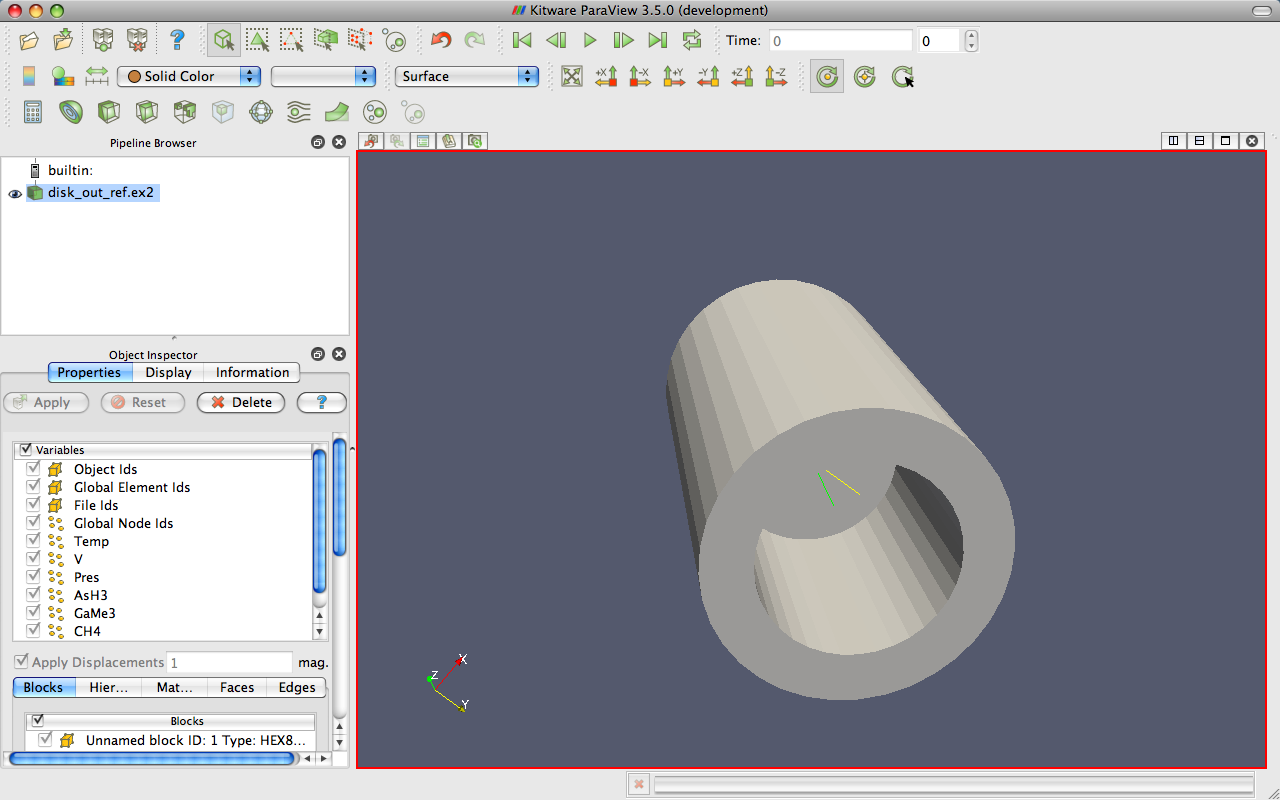 Kitware ParaView 3.5.0 (development)
? Time: 0 0
Solid Color Surface +X -X +Y -Y +Z -Z
Pipeline Browser
builtin:
disk_out_ref.ex2
Object Inspector
Properties Display Information
Apply Reset Delete ?
Variables
Object Ids
Global Element Ids
File Ids
Global Node Ids
Temp
V
Pres
AsH3
GaMe3
CH4
Apply Displacements 1 mag.
Blocks Hier... Mat... Faces Edges
Blocks
Unnamed block ID: 1 Type: HEX8...
X
Z
Y